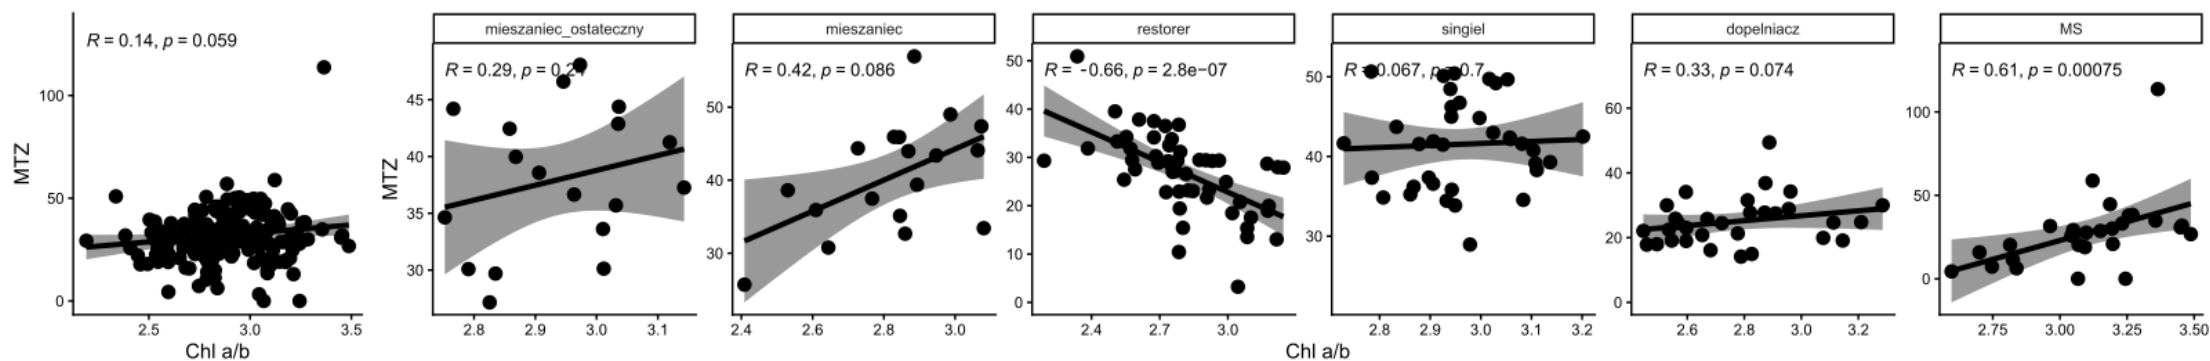 mieszaniec_ostateczny
mieszaniec
restorer
singiel
dopelniacz
MS
R = 0.14, p = 0.059
R = 0.29, p =
R = 0.42, p = 0.086
R = -0.66, p = 2.8e−07
R = 0.067, p = 0.7
R = 0.33, p = 0.074
R = 0.61, p = 0.00075
MTZ
100
50
0
2.5 3.0 3.5
Chl a/b
MTZ
45
40
35
30
2.8 2.9 3.0 3.1
50
40
30
2.4 2.6 2.8 3.0
50
40
30
20
10
0
2.4 2.7 3.0
50
40
30
2.8 2.9 3.0 3.1 3.2
60
40
20
0
2.6 2.8 3.0 3.2
100
50
0
2.75 3.00 3.25 3.50
Chl a/b